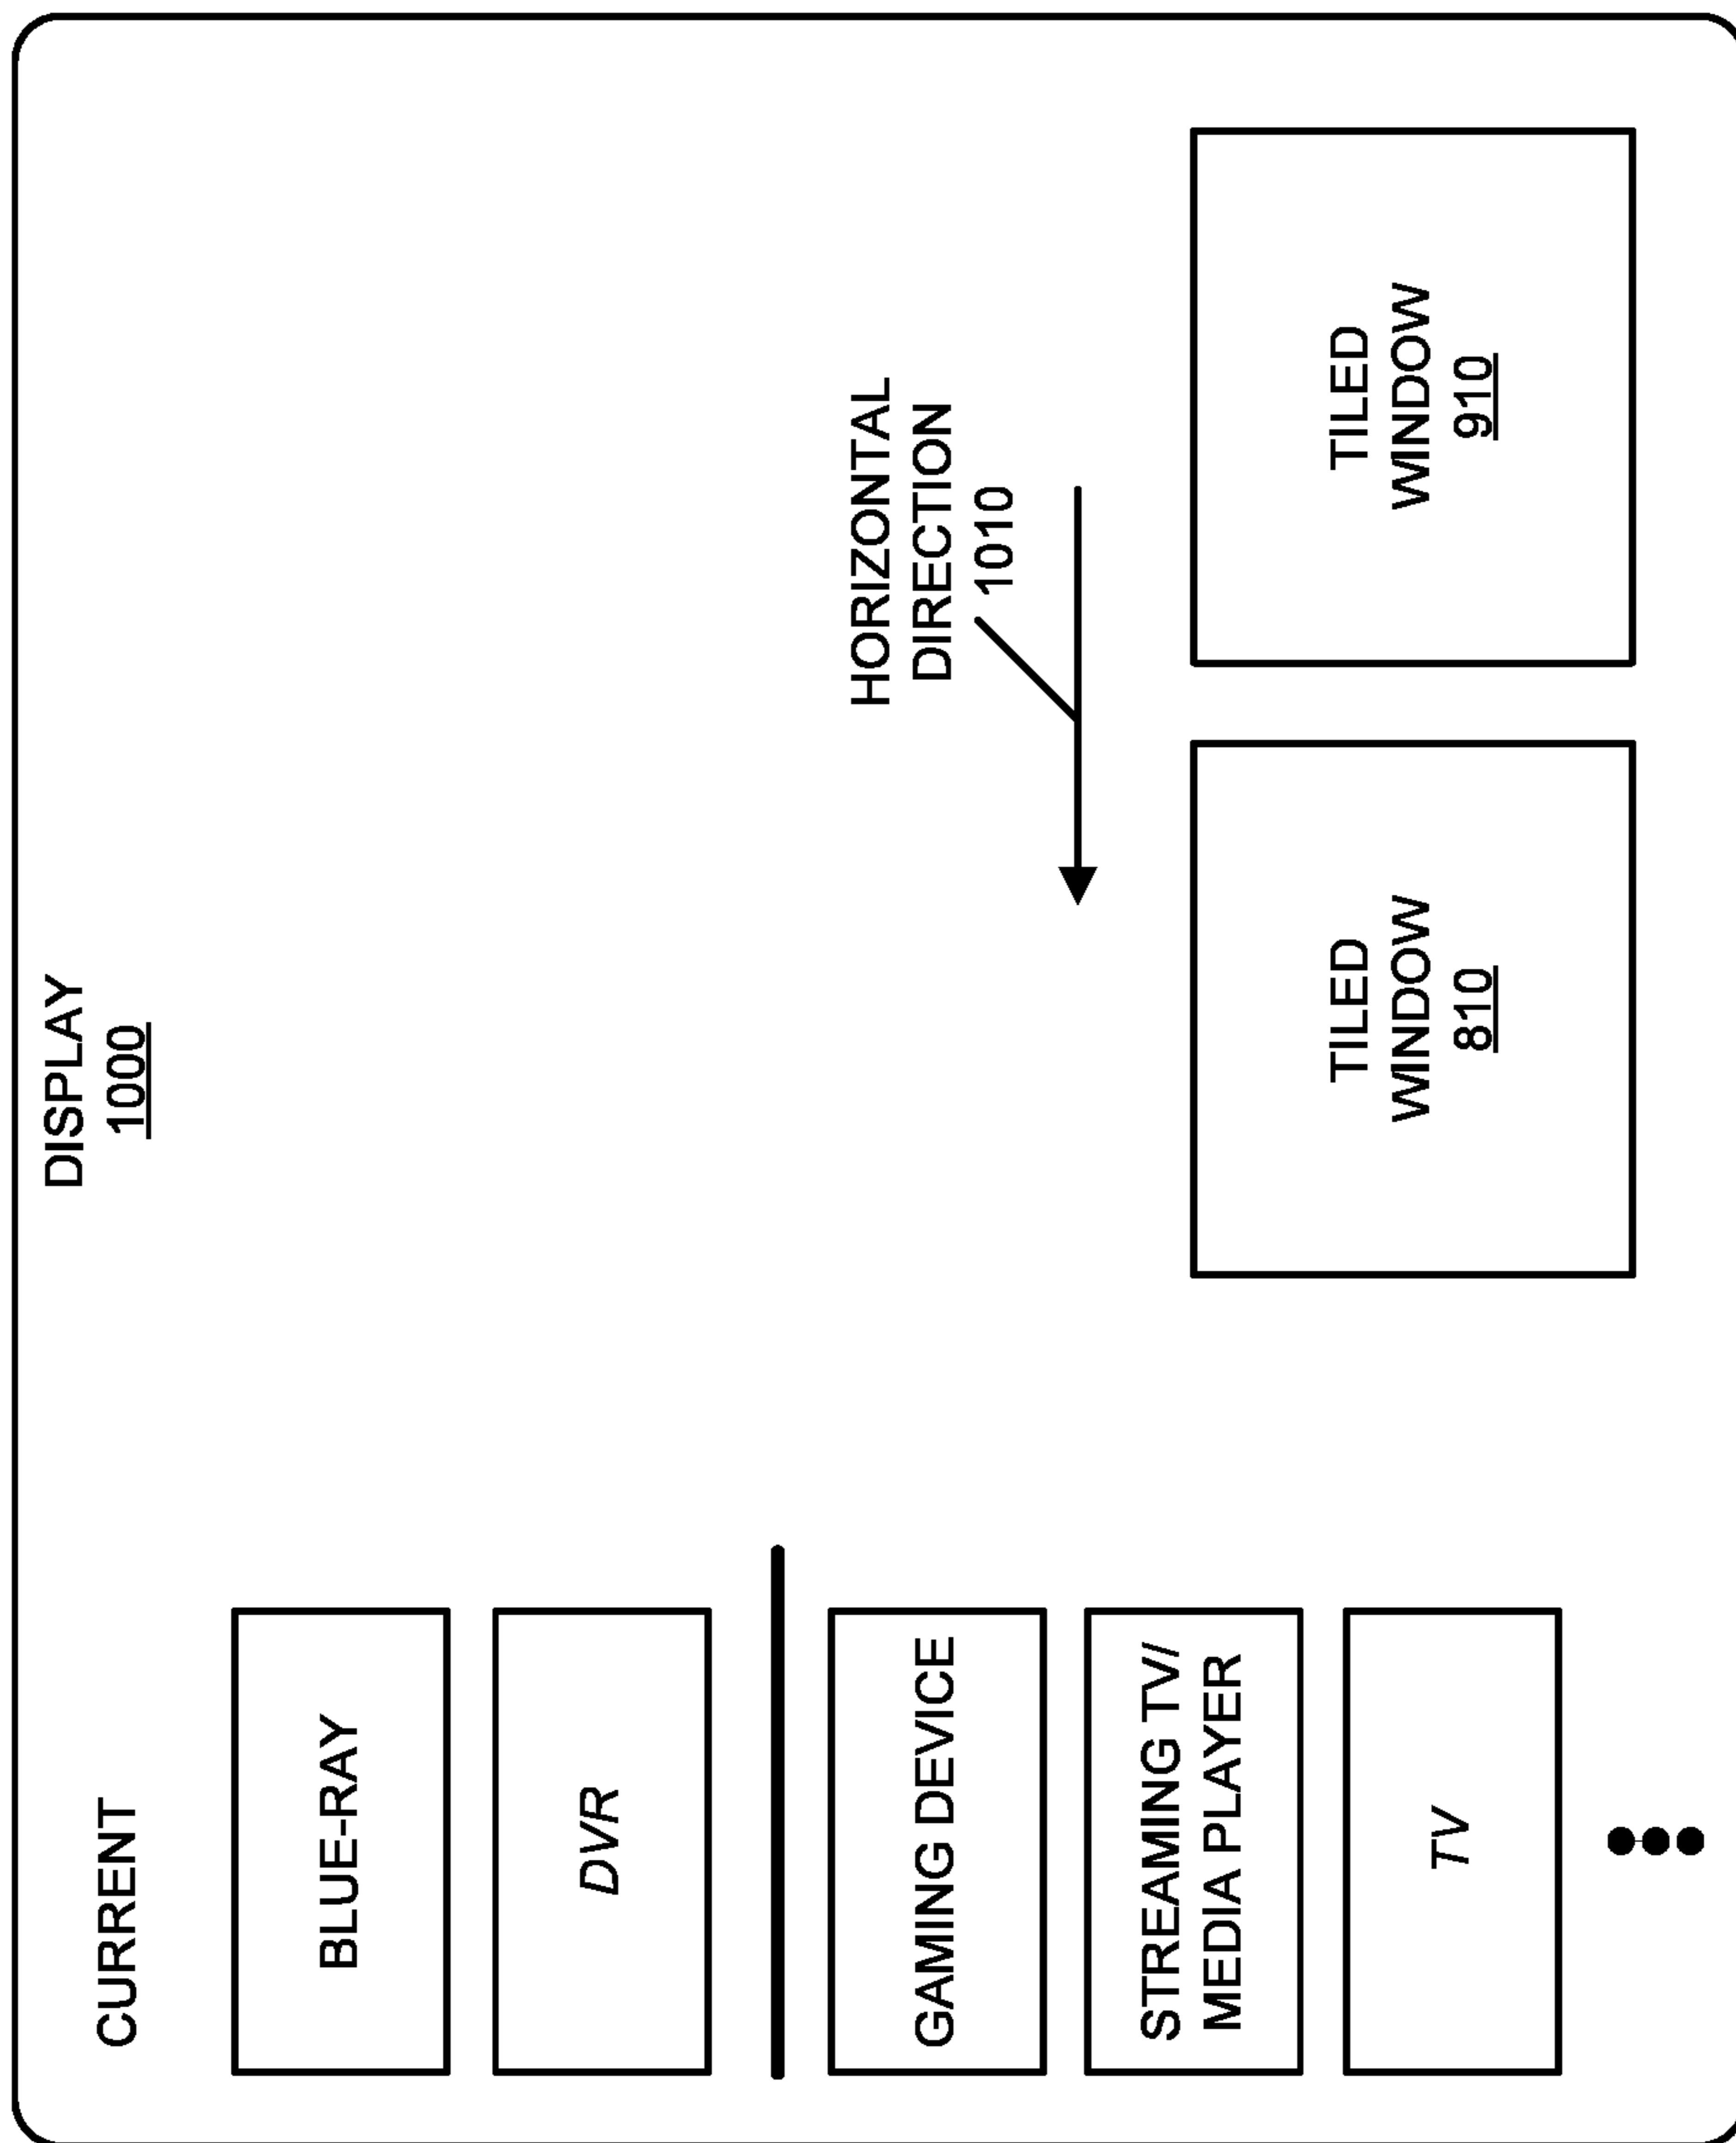 DISPLAY
1000
CURRENT
BLUE-RAY
DVR
GAMING DEVICE
STREAMING TV/
MEDIA PLAYER
TV
HORIZONTAL
DIRECTION
1010
TILED
WINDOW
810
TILED
WINDOW
910